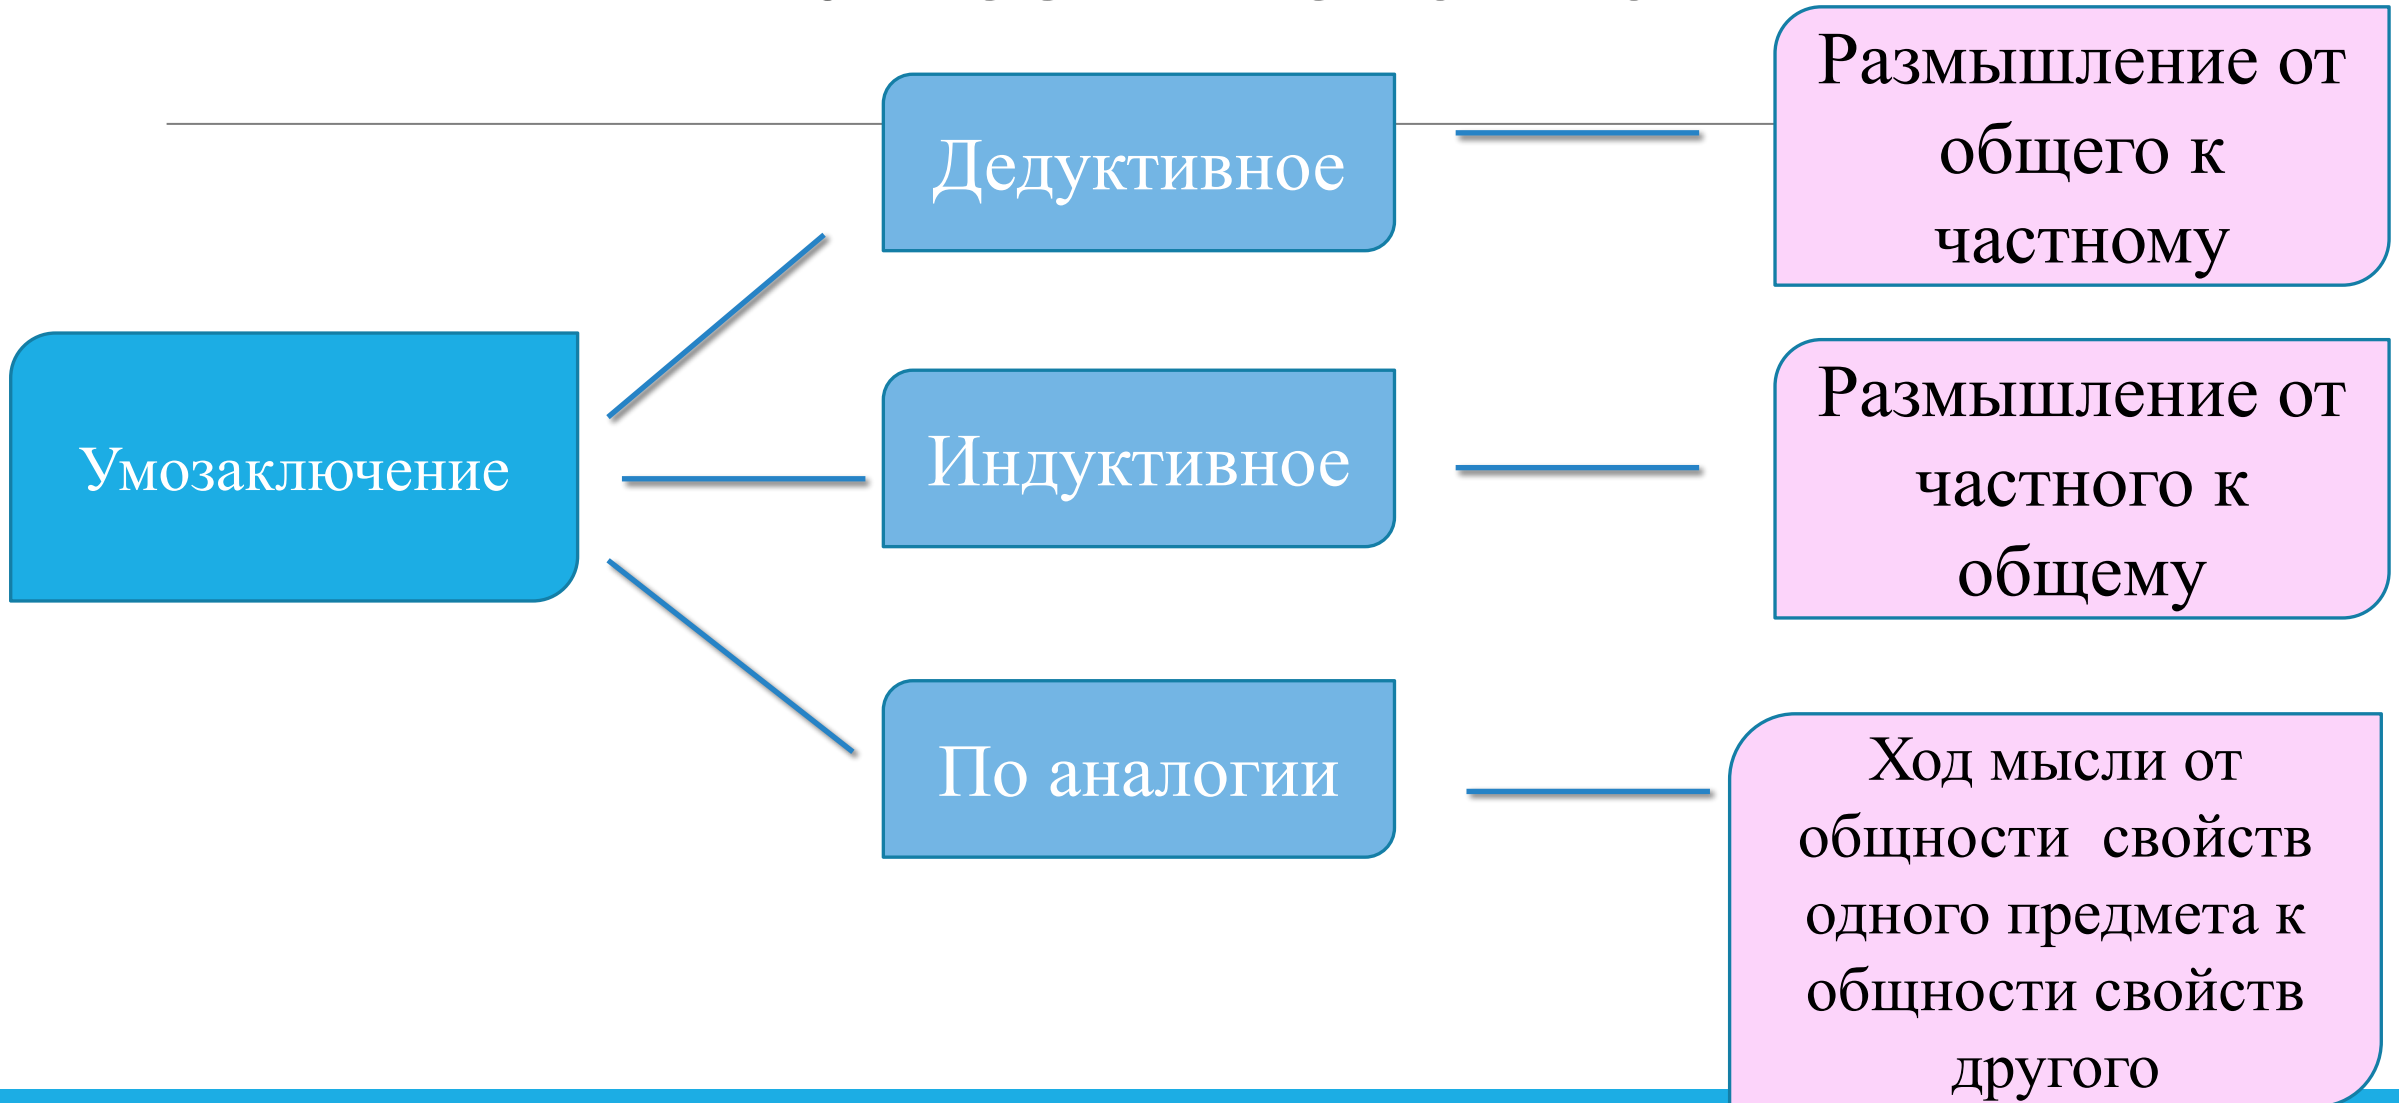 Дедуктивное
Размышление от
общего к
частному
Умозаключение
Индуктивное
Размышление от
частного к
общему
По аналогии
Ход мысли от
общности  свойств
одного предмета к
общности свойств
другого